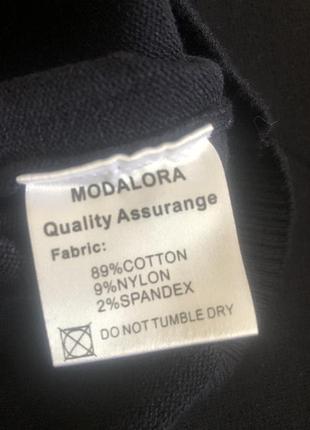 MODALORA
Quality Assurange
Fabric:
89%COTTON
9%NYLON
2%SPANDEX
DO NOT TUMBLE DRY